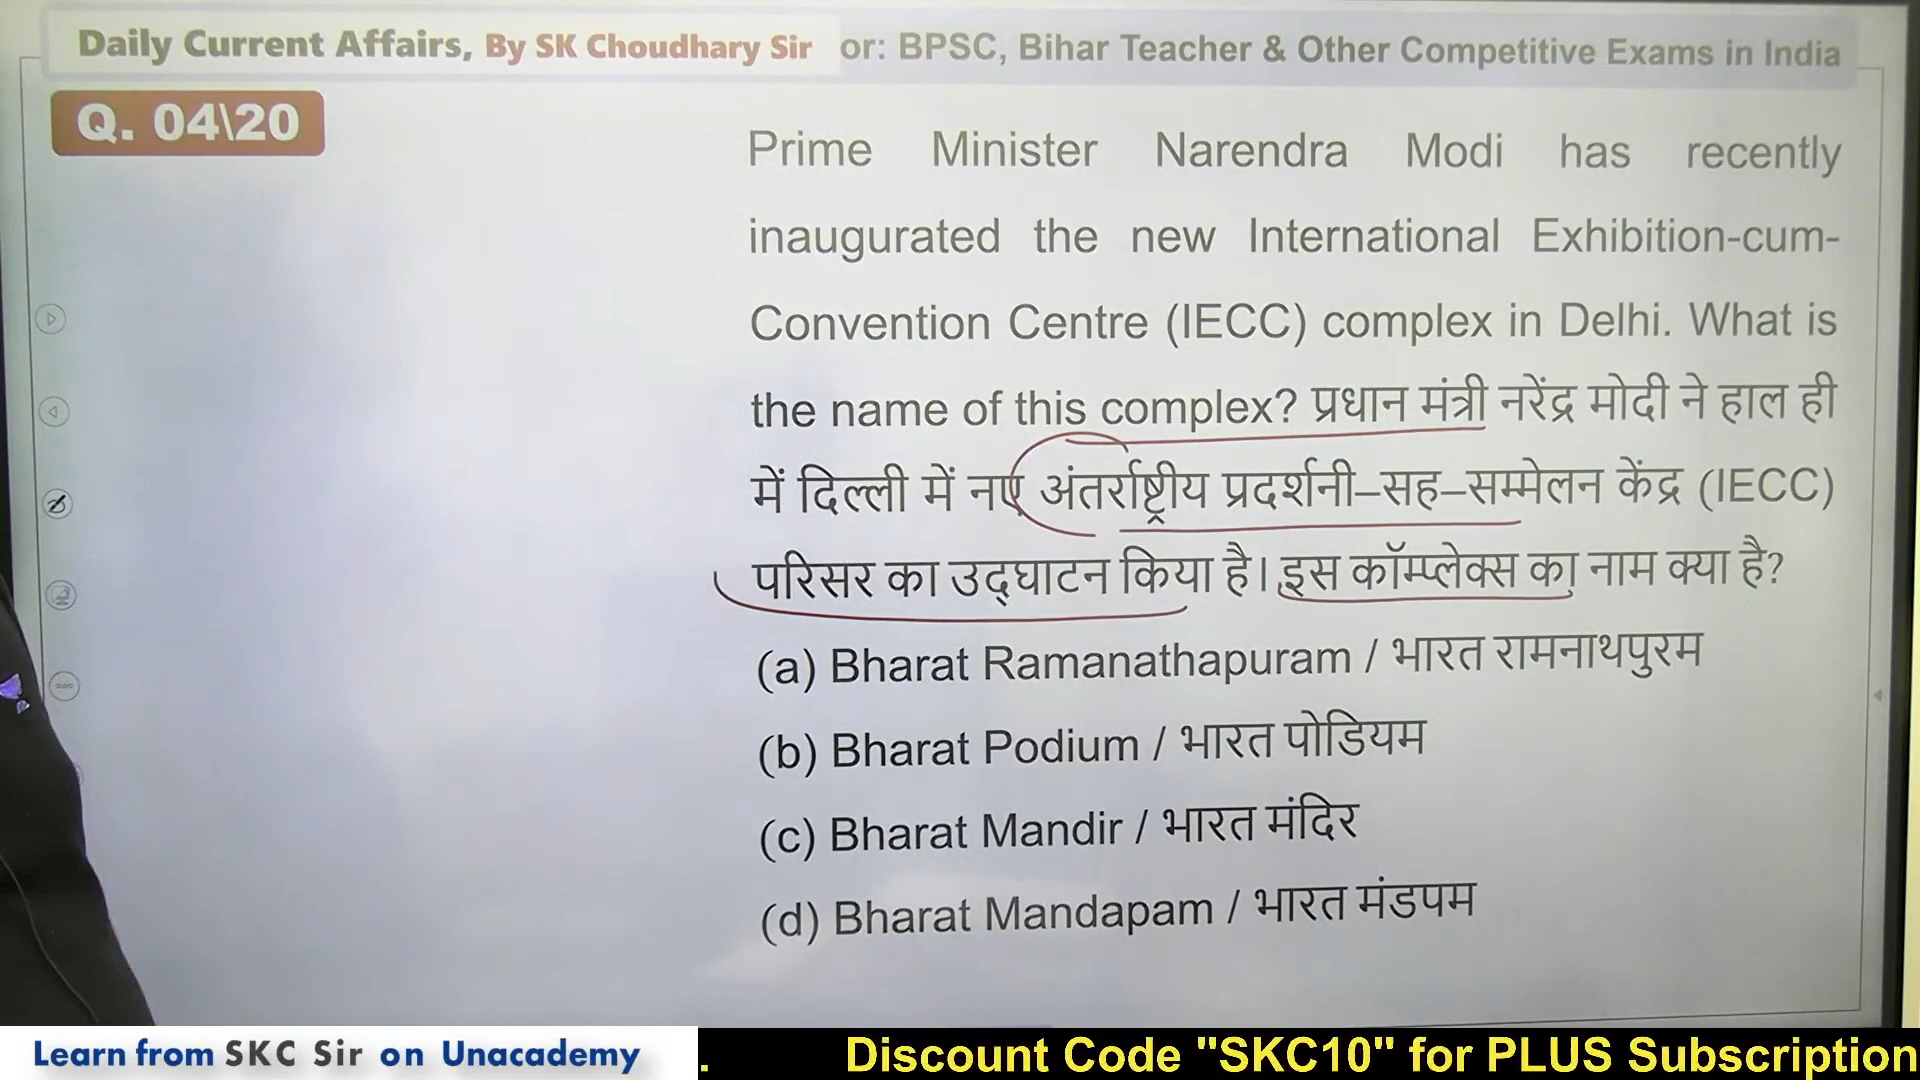 Daily Current Affairs, By SK Choudhary Sir or: BPSC, Bihar Teacher & Other Competitive Exams in India
Q. 04\20
Prime Minister Narendra Modi has recently
inaugurated the new International Exhibition-cum-
Convention Centre (IECC) complex in Delhi. What is
the name of this complex? प्रधान मंत्री नरेंद्र मोदी ने हाल ही
में दिल्ली में नए अंतर्राष्ट्रीय प्रदर्शनी–सह–सम्मेलन केंद्र (IECC)
परिसर का उद्घाटन किया है। इस कॉम्प्लेक्स का नाम क्या है?
(a) Bharat Ramanathapuram / भारत रामनाथपुरम
(b) Bharat Podium / भारत पोडियम
(c) Bharat Mandir / भारत मंदिर
(d) Bharat Mandapam / भारत मंडपम
Learn from SKC Sir on Unacademy
. Discount Code "SKC10" for PLUS Subscription